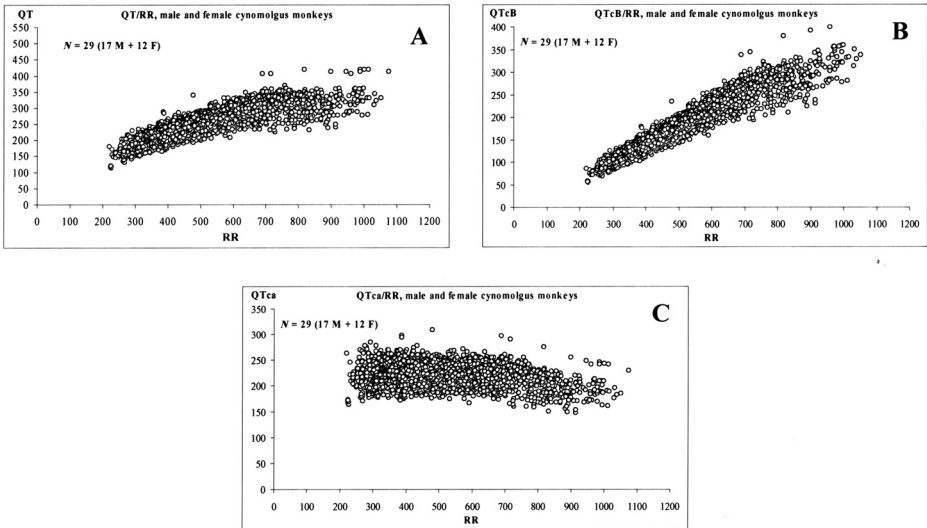 QT
QT/RR, male and female cynomolgus monkeys
A
N = 29 (17 M + 12 F)
550
500
450
400
350
300
250
200
150
100
50
0
0 100 200 300 400 500 600 700 800 900 1000 1100 1200
RR
QTcB
QTcB/RR, male and female cynomolgus monkeys
B
N = 29 (17 M + 12 F)
400
350
300
250
200
150
100
50
0
0 100 200 300 400 500 600 700 800 900 1000 1100 1200
RR
QTca
QTca/RR, male and female cynomolgus monkeys
C
N = 29 (17 M + 12 F)
350
300
250
200
150
100
50
0
0 100 200 300 400 500 600 700 800 900 1000 1100 1200
RR